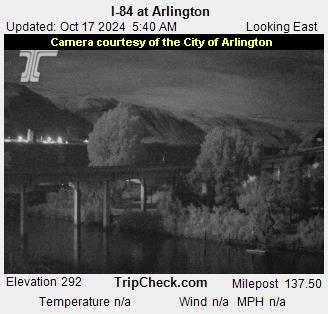 I-84 at Arlington
Updated: Oct 17 2024 5:40 AM Looking East
Camera courtesy of the City of Arlington
Elevation 292 TripCheck.com Milepost 137.50
Temperature n/a Wind n/a MPH n/a